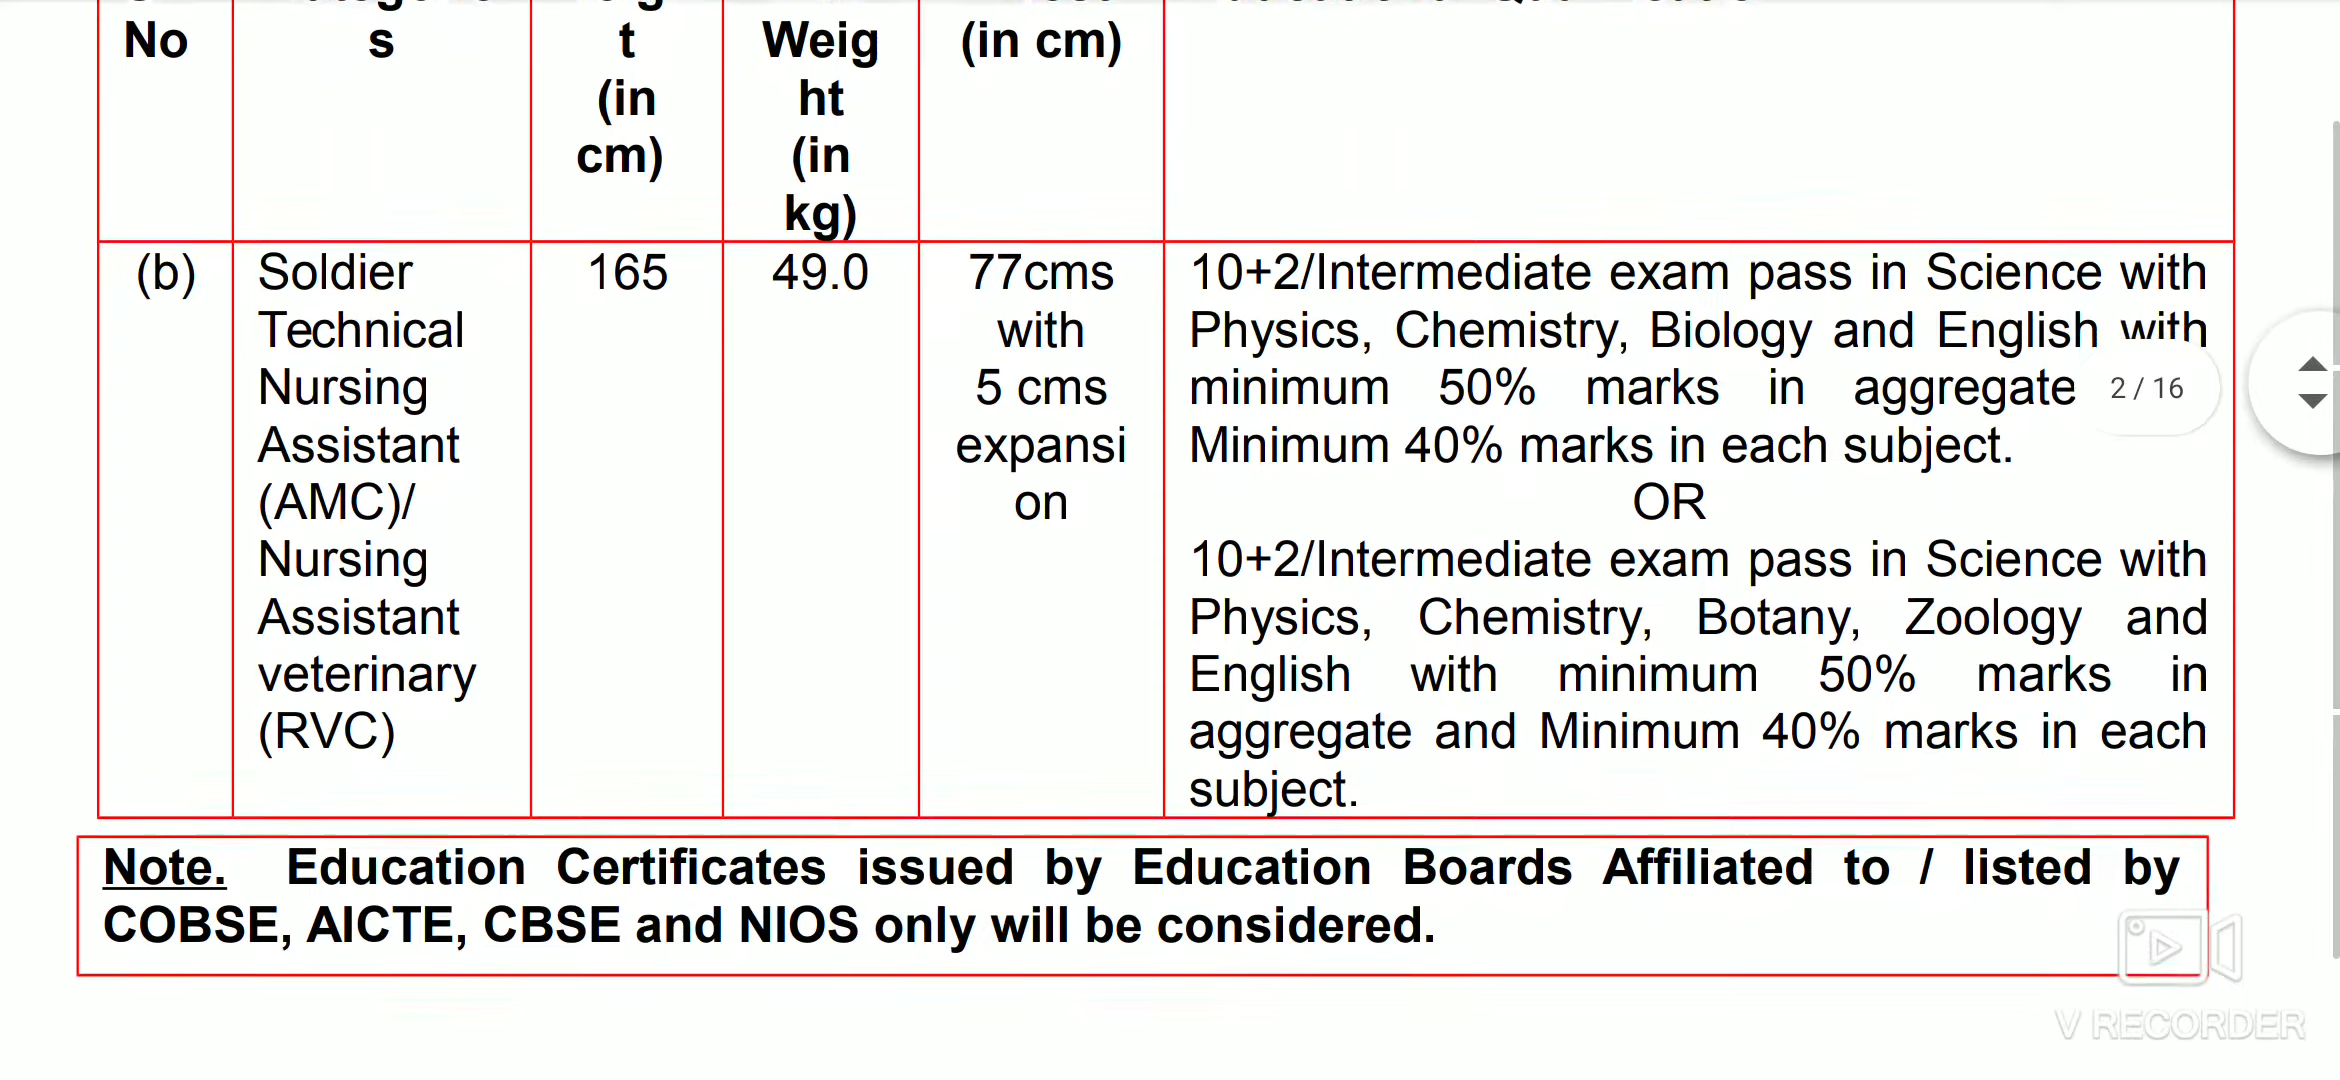 No s t Weig (in cm)
(in ht
cm) (in
kg)
(b) Soldier 165 49.0 77cms 10+2/Intermediate exam pass in Science with
Technical with Physics, Chemistry, Biology and English with
Nursing 5 cms minimum 50% marks in aggregate 2 / 16
Assistant expansi Minimum 40% marks in each subject.
(AMC)/ on OR
Nursing 10+2/Intermediate exam pass in Science with
Assistant Physics, Chemistry, Botany, Zoology and
veterinary English with minimum 50% marks in
(RVC) aggregate and Minimum 40% marks in each
subject.
Note. Education Certificates issued by Education Boards Affiliated to / listed by
COBSE, AICTE, CBSE and NIOS only will be considered.
V RECORDER